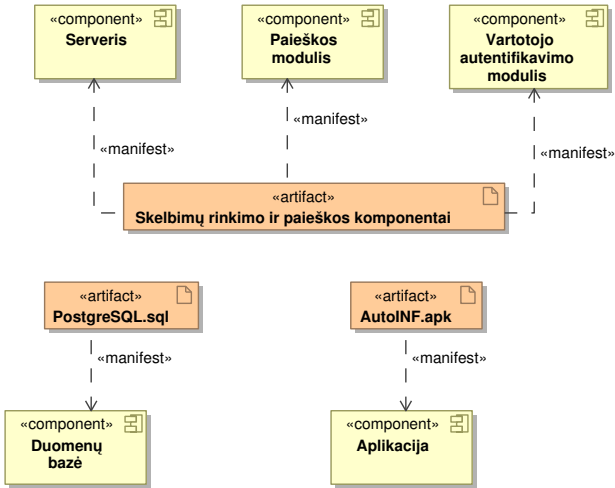 «component»
Serveris
«component»
Paieškos
modulis
«component»
Vartotojo
autentifikavimo
modulis
«manifest»
«manifest»
«manifest»
«artifact»
Skelbimų rinkimo ir paieškos komponentai
«artifact»
PostgreSQL.sql
«artifact»
AutoINF.apk
«manifest»
«manifest»
«component»
Duomenų
bazė
«component»
Aplikacija